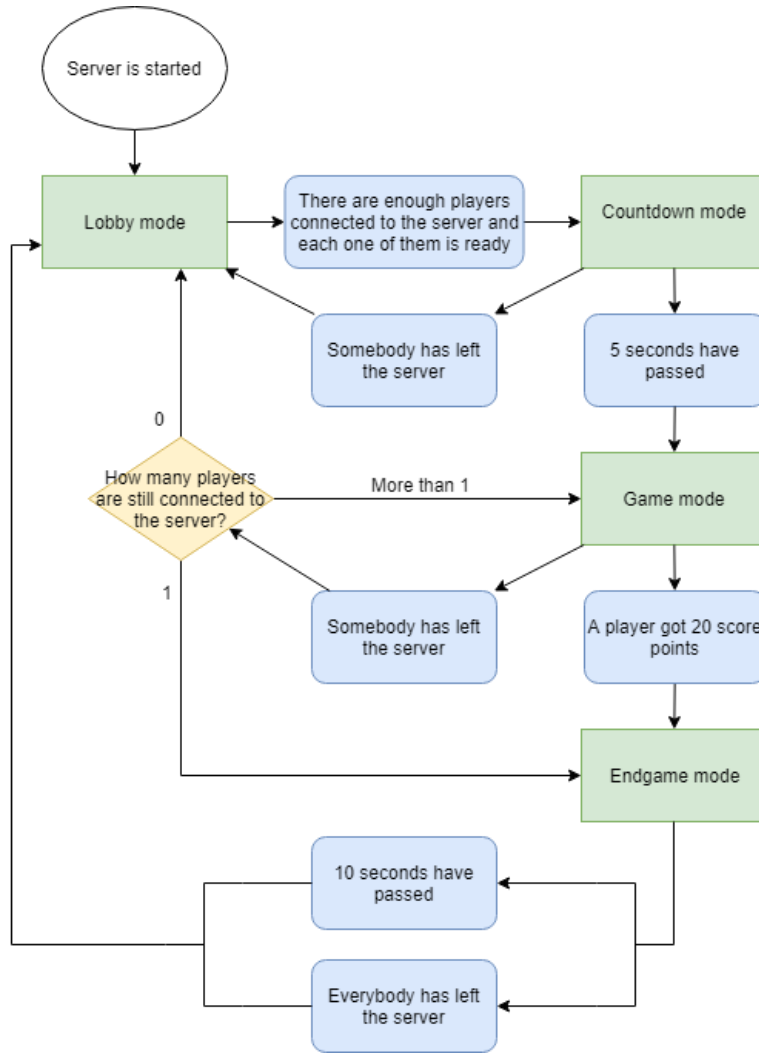 Server is started
Lobby mode
There are enough players
connected to the server and
each one of them is ready
Countdown mode
Somebody has left
the server
5 seconds have
passed
0
How many players
are still connected to
the server?
More than 1
Game mode
1
Somebody has left
the server
A player got 20 score
points
Endgame mode
10 seconds have
passed
Everybody has left
the server